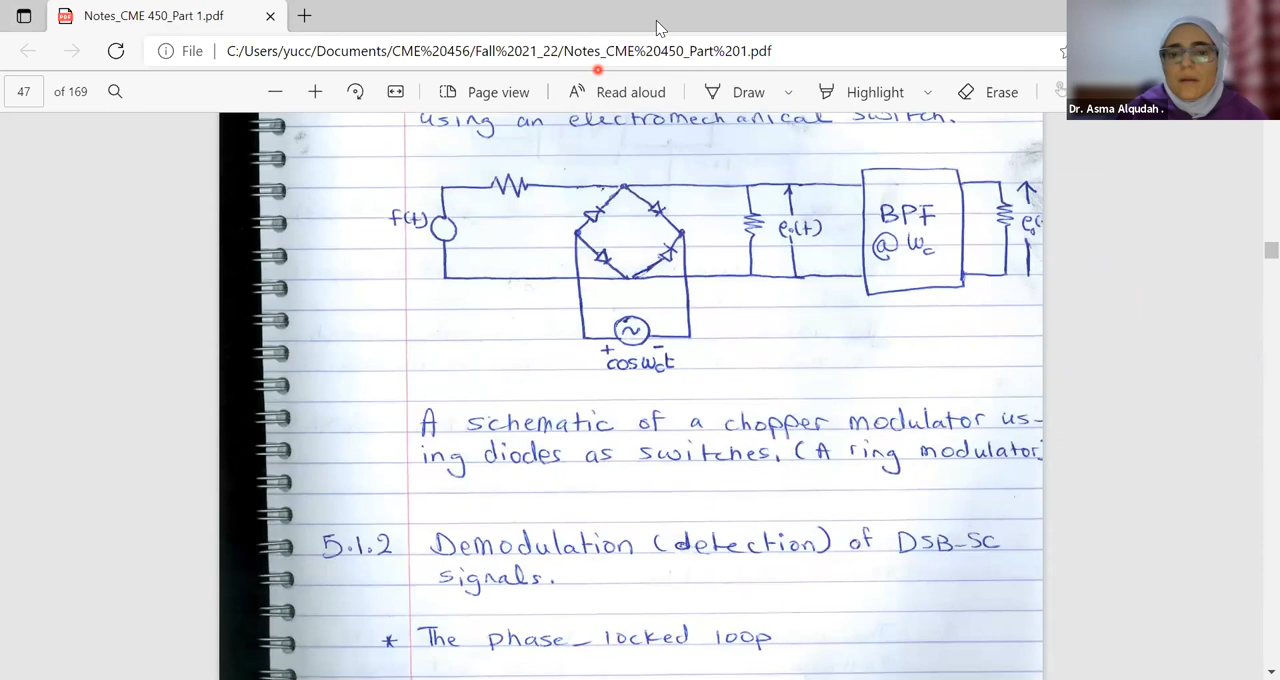 Notes_CME 450_Part 1.pdf
File C:/Users/yucc/Documents/CME%20456/Fall%2021_22/Notes_CME%20450_Part%201.pdf
47 of 169 Page view Read aloud Draw Highlight Erase
Dr. Asma Alqudah .
using an electromechanical switch.
f(t)
ei(t)
BPF
@ wc
+ -
cos wct
A schematic of a chopper modulator us-
ing diodes as switches. (A ring modulator
5.1.2 Demodulation (detection) of DSB-SC
signals.
* The phase-locked loop